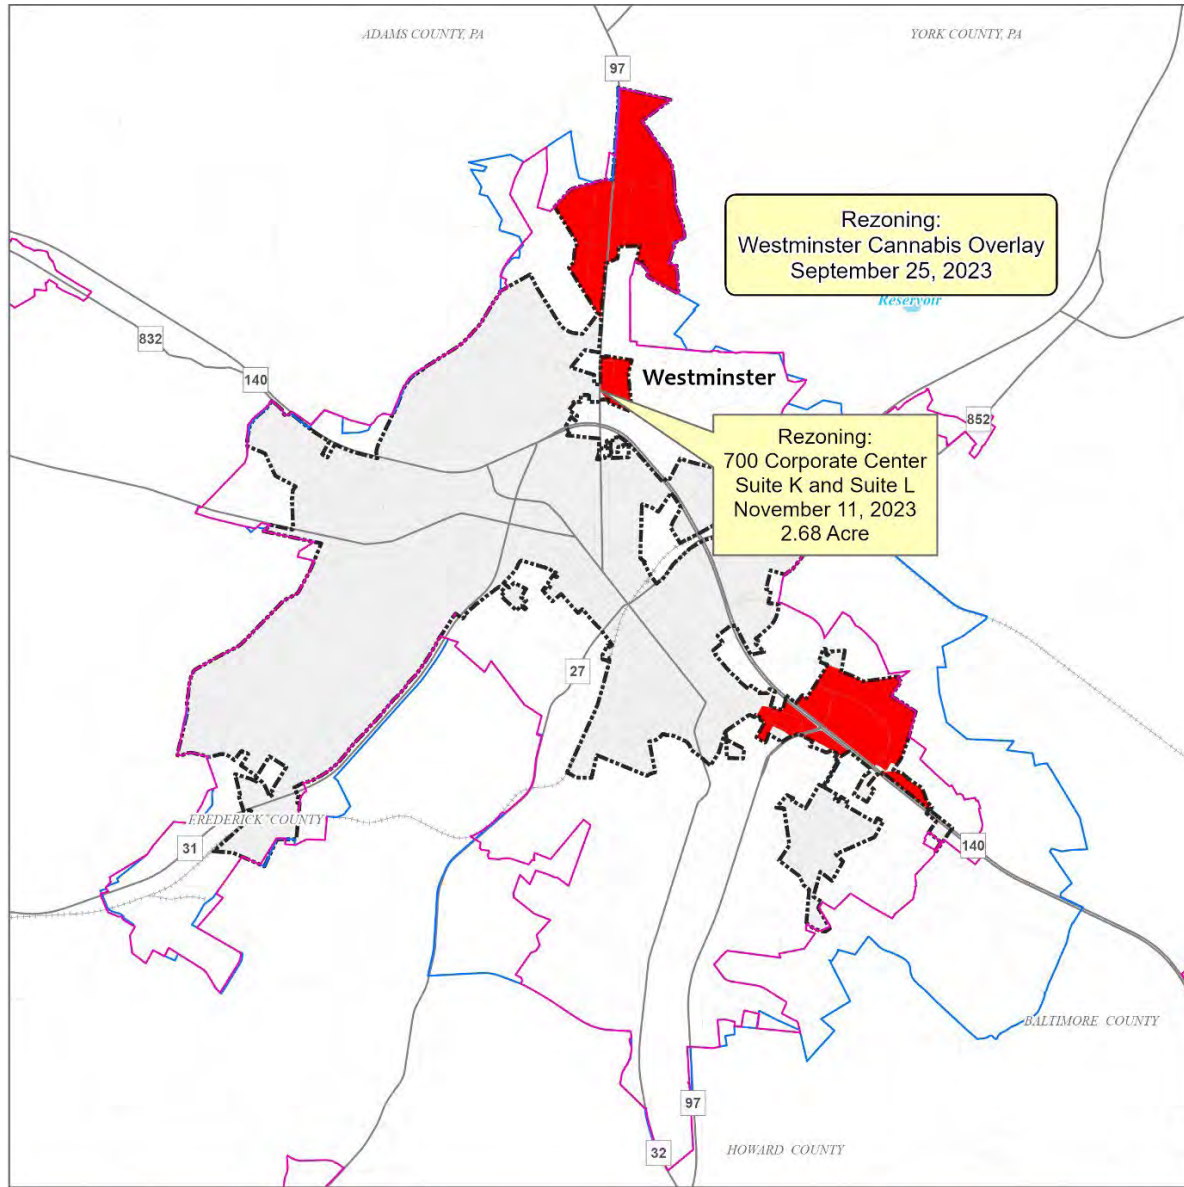 ADAMS COUNTY, PA
YORK COUNTY, PA
97
Rezoning:
Westminster Cannabis Overlay
September 25, 2023
Reservoir
832
140
Westminster
852
Rezoning:
700 Corporate Center
Suite K and Suite L
November 11, 2023
2.68 Acre
27
FREDERICK COUNTY
31
140
BALTIMORE COUNTY
97
32
HOWARD COUNTY